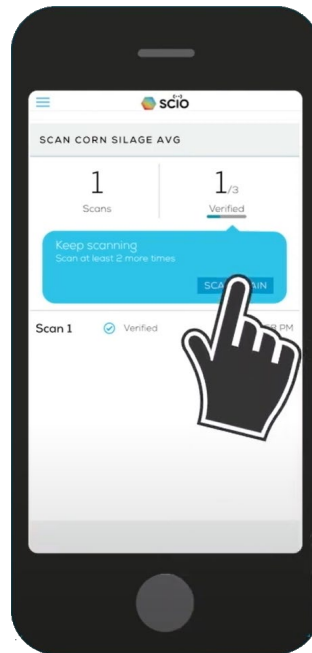 SCiO
SCAN CORN SILAGE AVG
1
Scans
1/3
Verified
Keep scanning
Scan at least 2 more times
Scan 1
Verified
PM